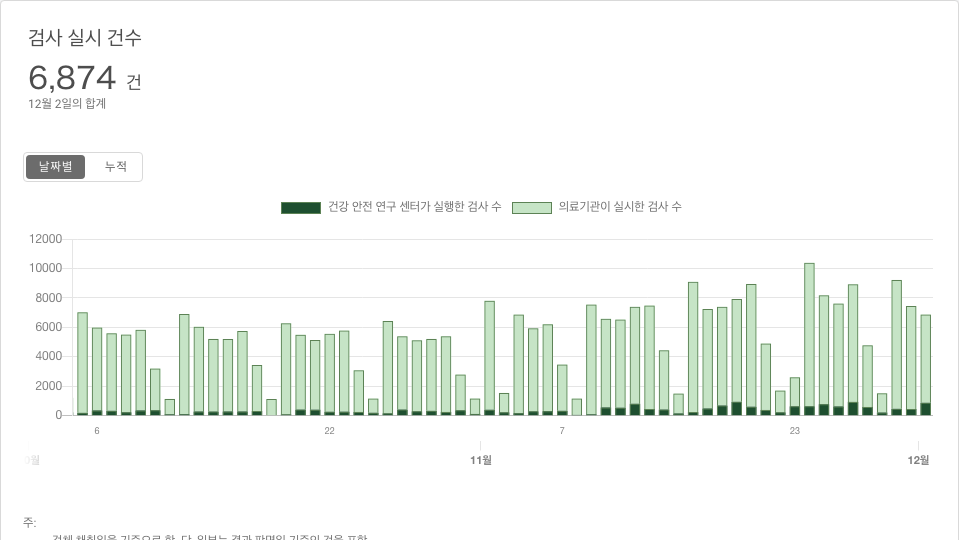 검사 실시 건수
6,874 건
12월 2일의 합계
날짜별 누적
건강 안전 연구 센터가 실행한 검사 수 의료기관이 실시한 검사 수
12000
10000
8000
6000
4000
2000
0
6 22 7 23
월 11월 12월
주: